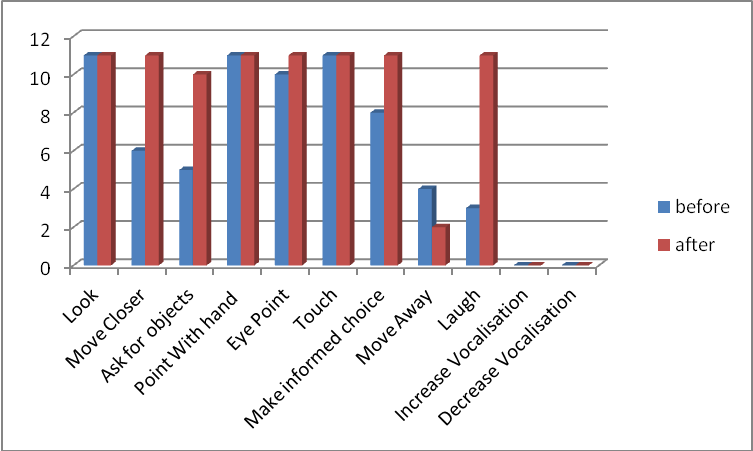 12
10
8
6
4
2
0
Look
Move Closer
Ask for objects
Point With hand
Eye Point
Touch
Make informed choice
Move Away
Laugh
Increase Vocalisation
Decrease Vocalisation
before
after